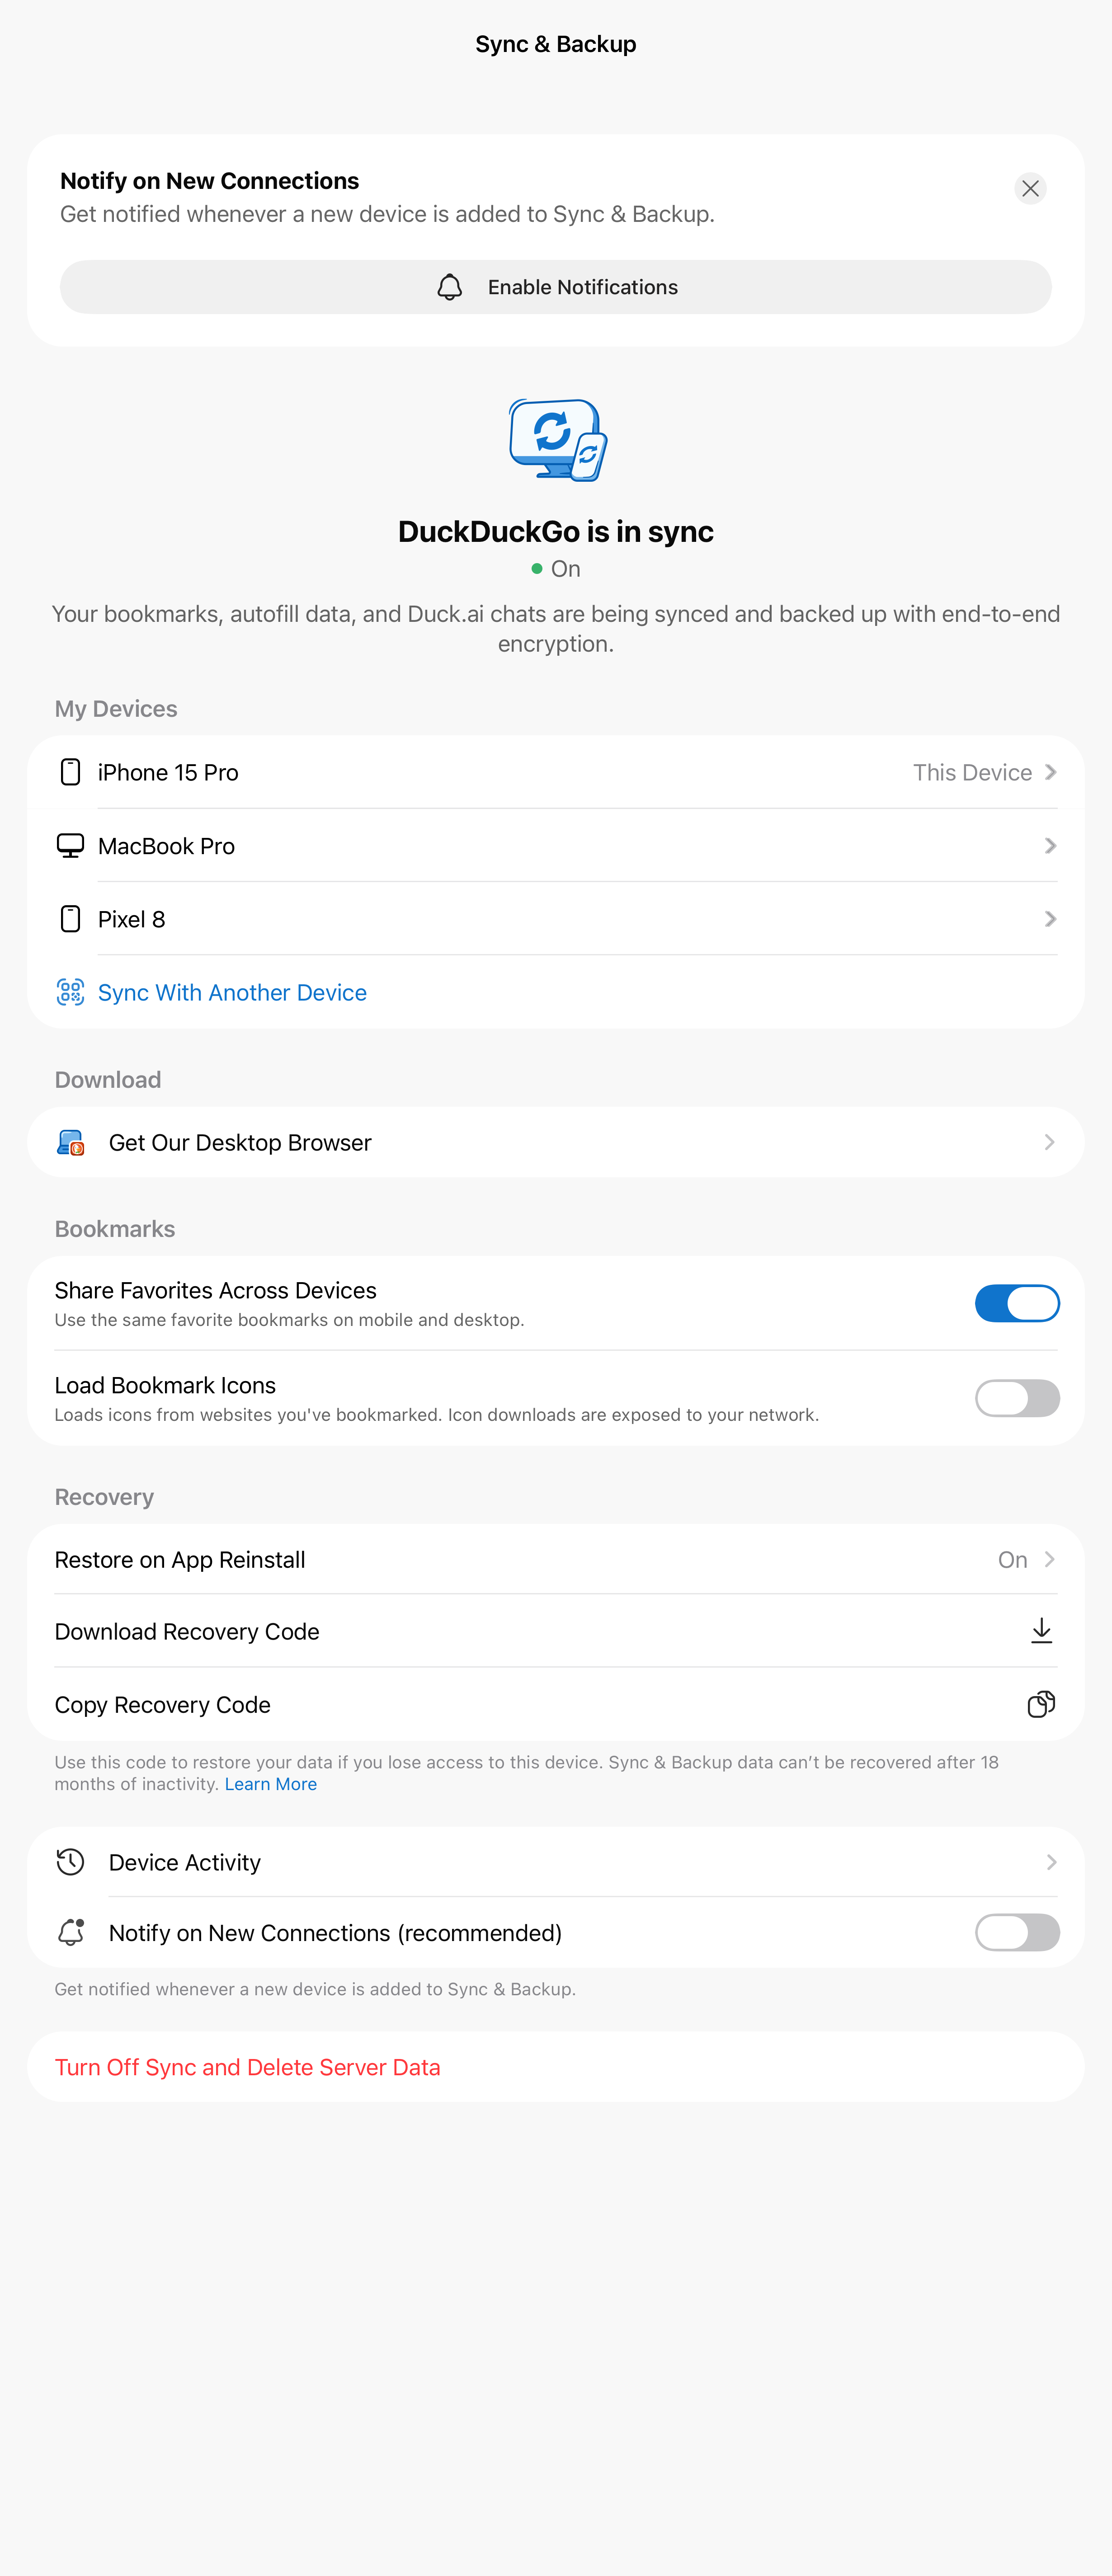 Sync & Backup
Notify on New Connections
Get notified whenever a new device is added to Sync & Backup.
Enable Notifications
DuckDuckGo is in sync
On
Your bookmarks, autofill data, and Duck.ai chats are being synced and backed up with end-to-end
encryption.
My Devices
iPhone 15 Pro
This Device
MacBook Pro
Pixel 8
Sync With Another Device
Download
Get Our Desktop Browser
Bookmarks
Share Favorites Across Devices
Use the same favorite bookmarks on mobile and desktop.
Load Bookmark Icons
Loads icons from websites you've bookmarked. Icon downloads are exposed to your network.
Recovery
Restore on App Reinstall
On
Download Recovery Code
Copy Recovery Code
Use this code to restore your data if you lose access to this device. Sync & Backup data can’t be recovered after 18
months of inactivity. Learn More
Device Activity
Notify on New Connections (recommended)
Get notified whenever a new device is added to Sync & Backup.
Turn Off Sync and Delete Server Data